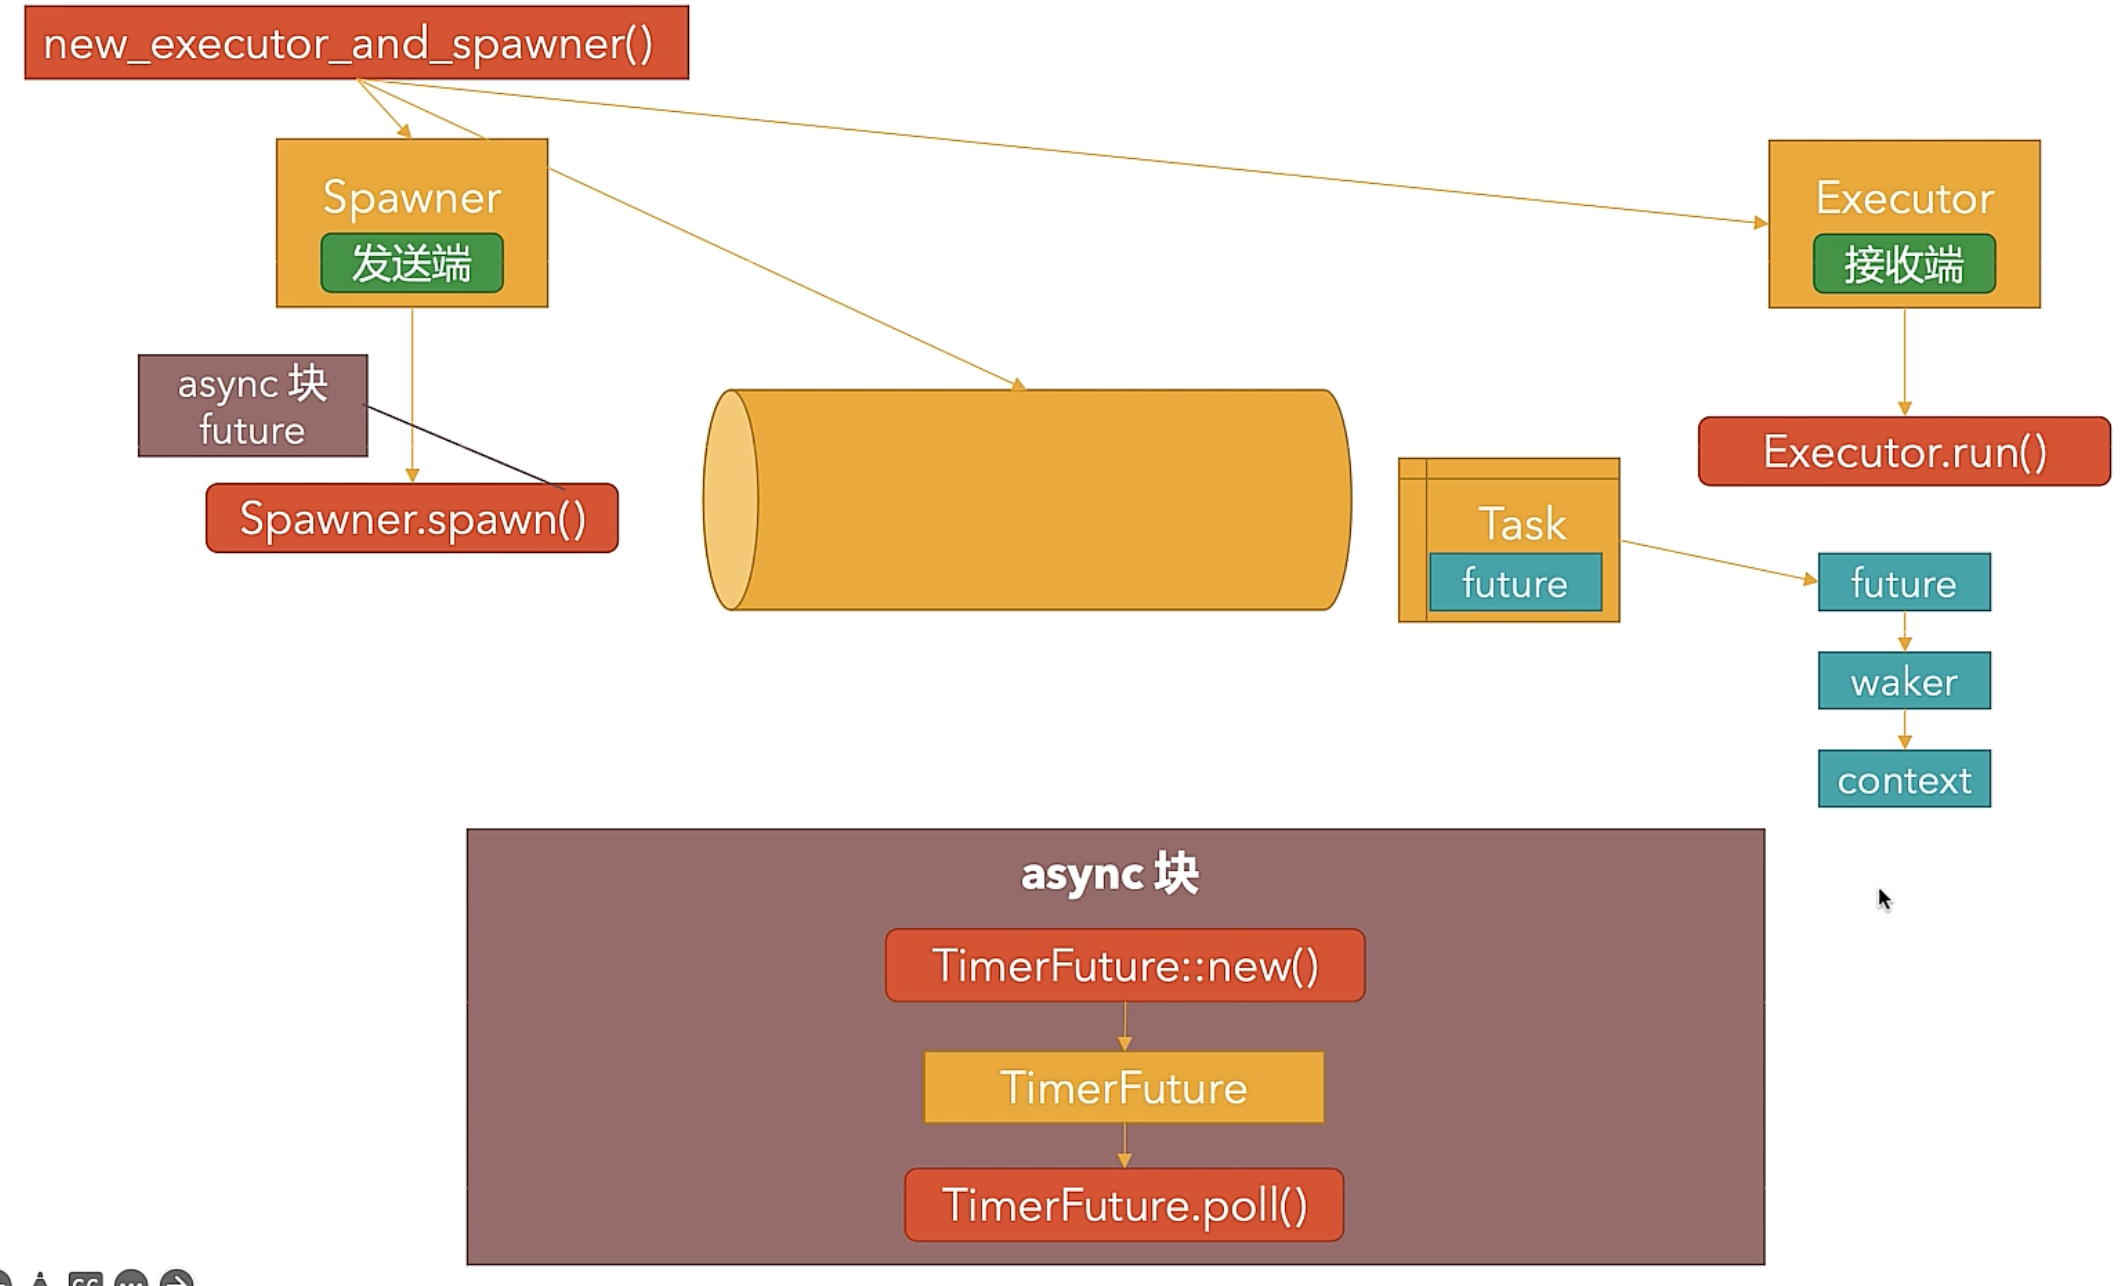 new_executor_and_spawner()
Spawner
发送端
Executor
接收端
async 块
future
Spawner.spawn()
Executor.run()
Task
future
future
waker
context
async 块
TimerFuture::new()
TimerFuture
TimerFuture.poll()